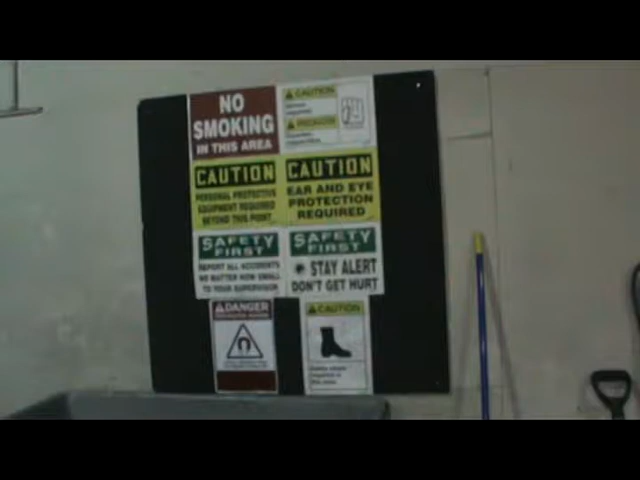 NO
SMOKING
IN THIS AREA
CAUTION
PRECAUCION
CAUTION
PERSONAL PROTECTIVE
EQUIPMENT REQUIRED
BEYOND THIS POINT
CAUTION
EAR AND EYE
PROTECTION
REQUIRED
SAFETY
FIRST
REPORT ALL ACCIDENTS
NO MATTER HOW SMALL
TO YOUR SUPERVISOR
SAFETY
FIRST
STAY ALERT
DON'T GET HURT
DANGER
CAUTION